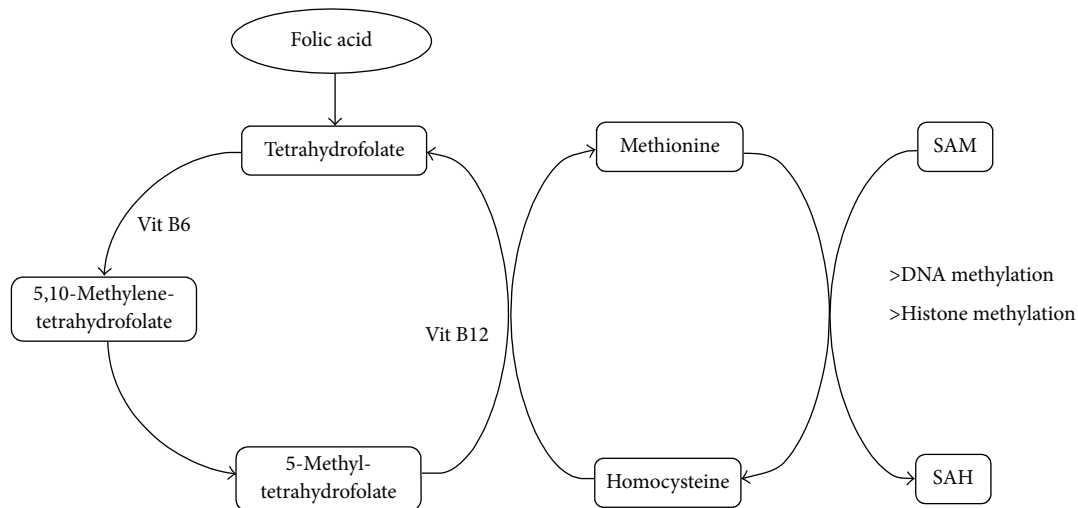 Folic acid
Tetrahydrofolate
Methionine
SAM
Vit B6
5,10-Methylene-
tetrahydrofolate
>DNA methylation
>Histone methylation
Vit B12
5-Methyl-
tetrahydrofolate
Homocysteine
SAH